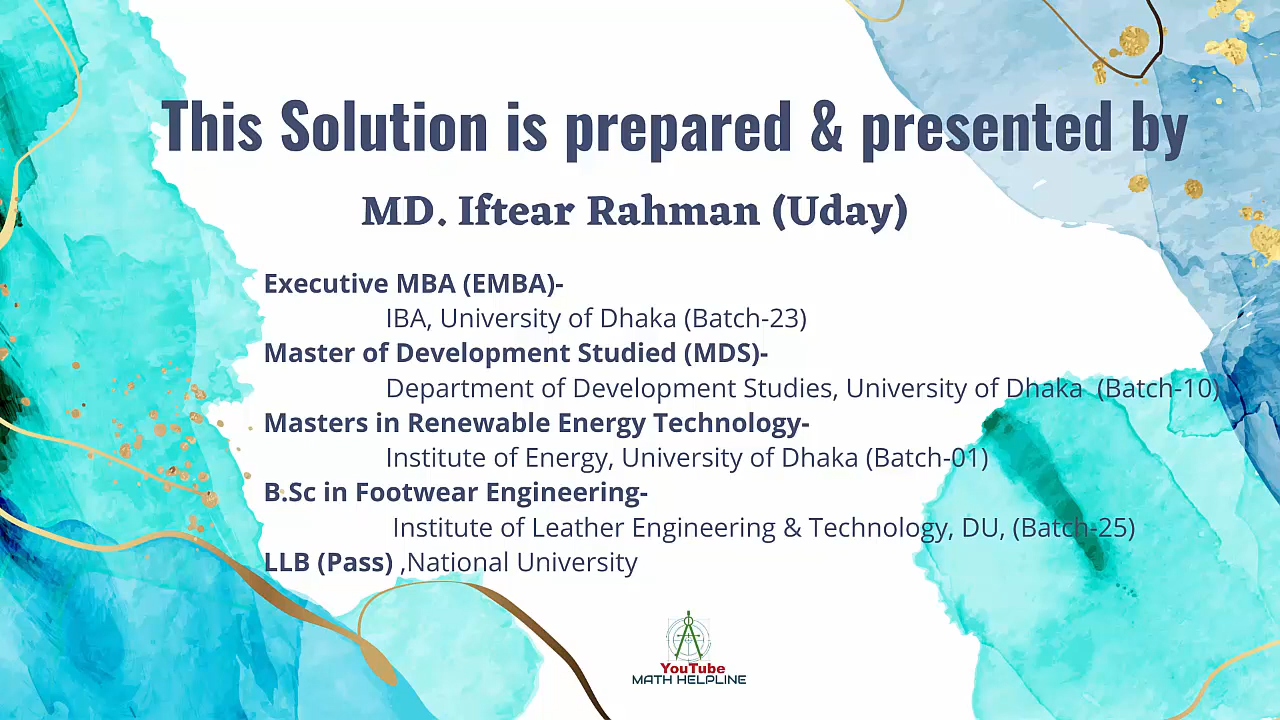 This Solution is prepared & presented by
MD. Iftear Rahman (Uday)
Executive MBA (EMBA)-
IBA, University of Dhaka (Batch-23)
Master of Development Studied (MDS)-
Department of Development Studies, University of Dhaka (Batch-10)
Masters in Renewable Energy Technology-
Institute of Energy, University of Dhaka (Batch-01)
B.Sc in Footwear Engineering-
Institute of Leather Engineering & Technology, DU, (Batch-25)
LLB (Pass) ,National University
YouTube
MATH HELPLINE